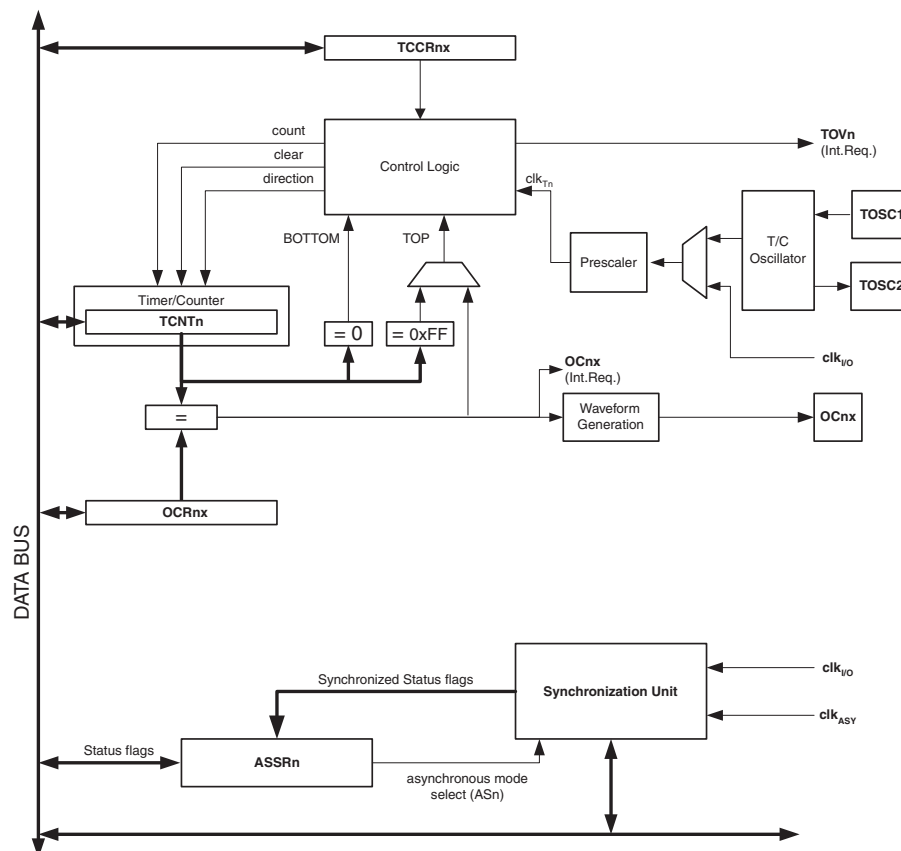 TCCRnx
count
clear
direction
Control Logic
TOVn
(Int.Req.)
clkTn
TOSC1
T/C
Oscillator
BOTTOM
TOP
Prescaler
TOSC2
Timer/Counter
TCNTn
= 0
= 0xFF
clkI/O
OCnx
(Int.Req.)
=
Waveform
Generation
OCnx
OCRnx
DATA BUS
clkI/O
Synchronized Status flags
Synchronization Unit
clkASY
Status flags
ASSRn
asynchronous mode
select (ASn)